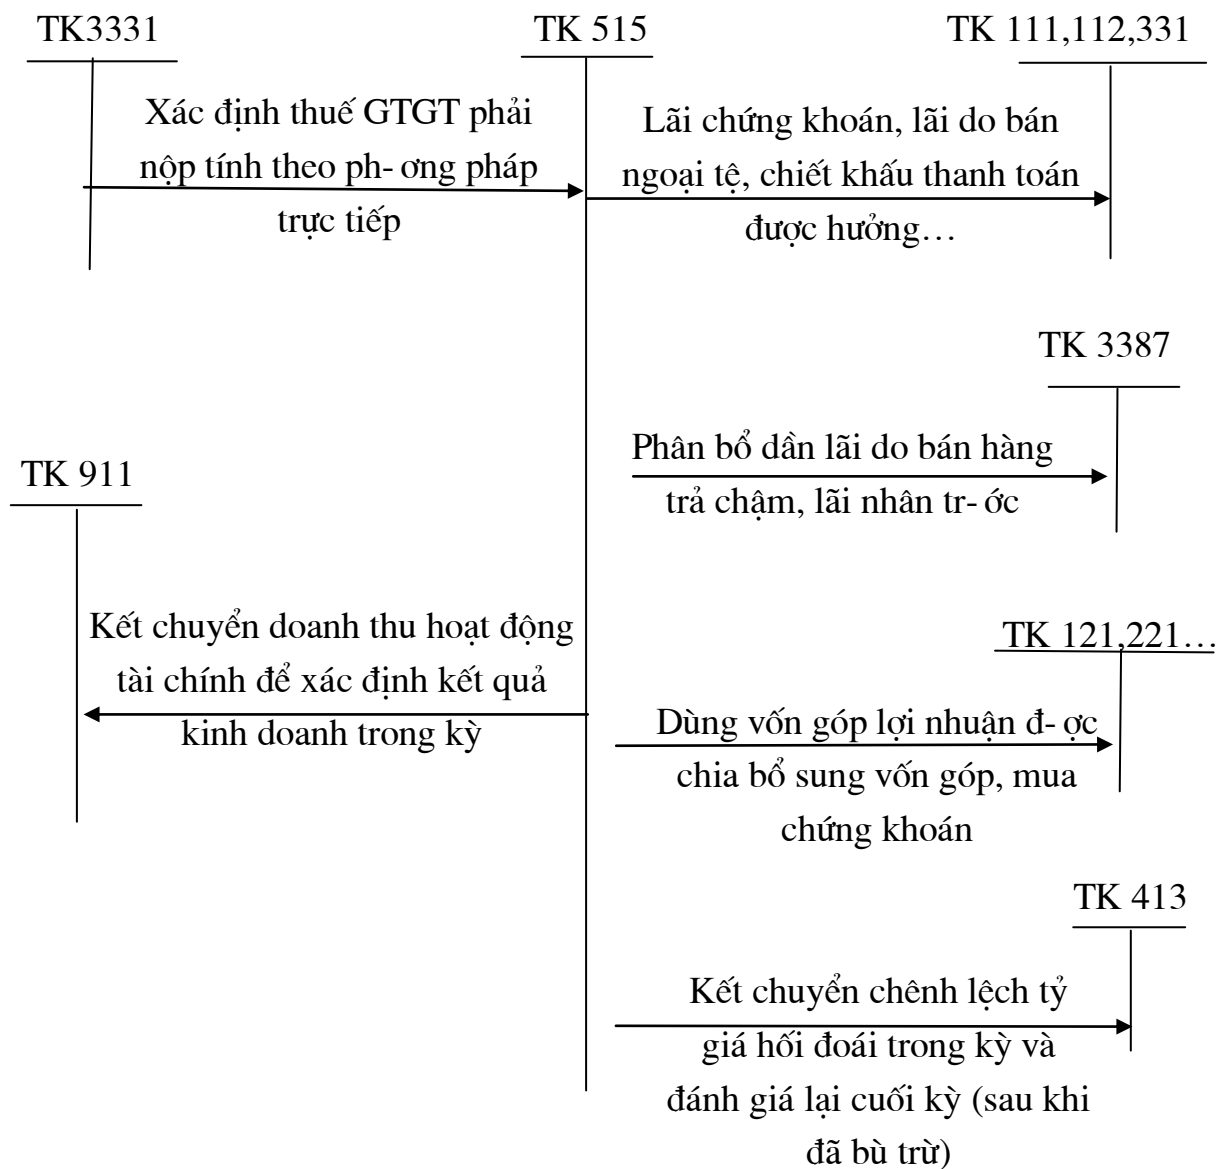 TK3331
TK 515
TK 111,112,331
Xác định thuế GTGT phải
nộp tính theo ph- ơng pháp
trực tiếp
Lãi chứng khoán, lãi do bán
ngoại tệ, chiết khấu thanh toán
được hưởng…
TK 3387
Phân bổ dần lãi do bán hàng
trả chậm, lãi nhân tr- ớc
TK 911
Kết chuyển doanh thu hoạt động
tài chính để xác định kết quả
kinh doanh trong kỳ
TK 121,221…
Dùng vốn góp lợi nhuận đ- ợc
chia bổ sung vốn góp, mua
chứng khoán
TK 413
Kết chuyển chênh lệch tỷ
giá hối đoái trong kỳ và
đánh giá lại cuối kỳ (sau khi
đã bù trừ)